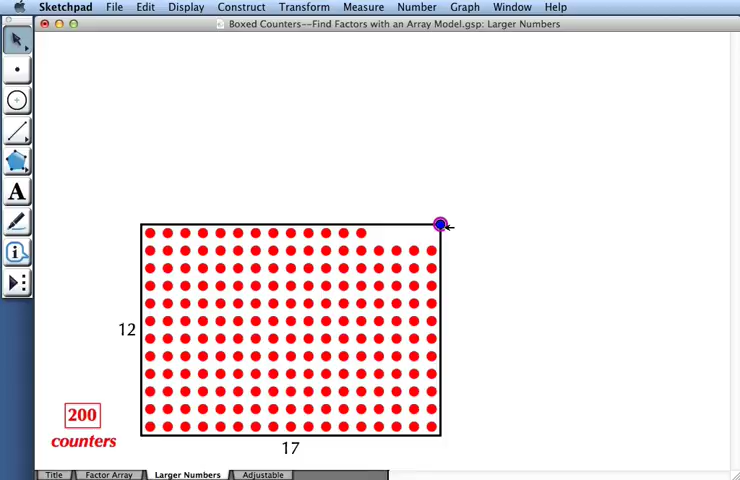 Sketchpad File Edit Display Construct Transform Measure Number Graph Window Help
Boxed Counters--Find Factors with an Array Model.gsp: Larger Numbers
A
12
200
counters
17
Title Factor Array Larger Numbers Adjustable